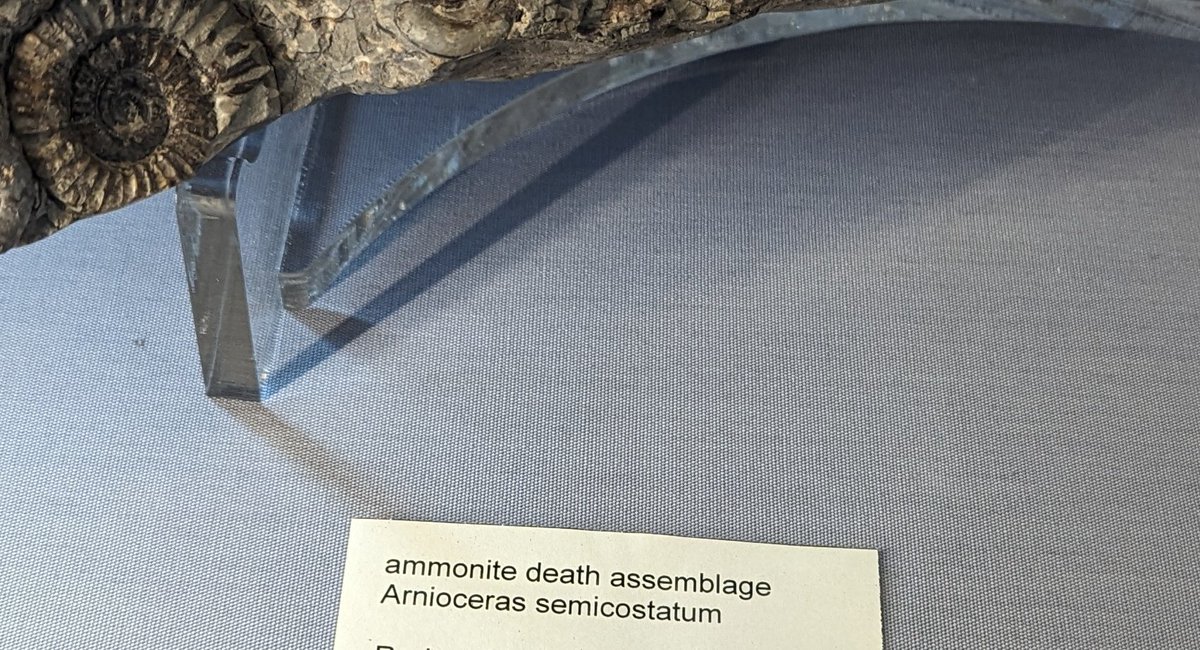 ammonite death assemblage
Arnioceras semicostatum